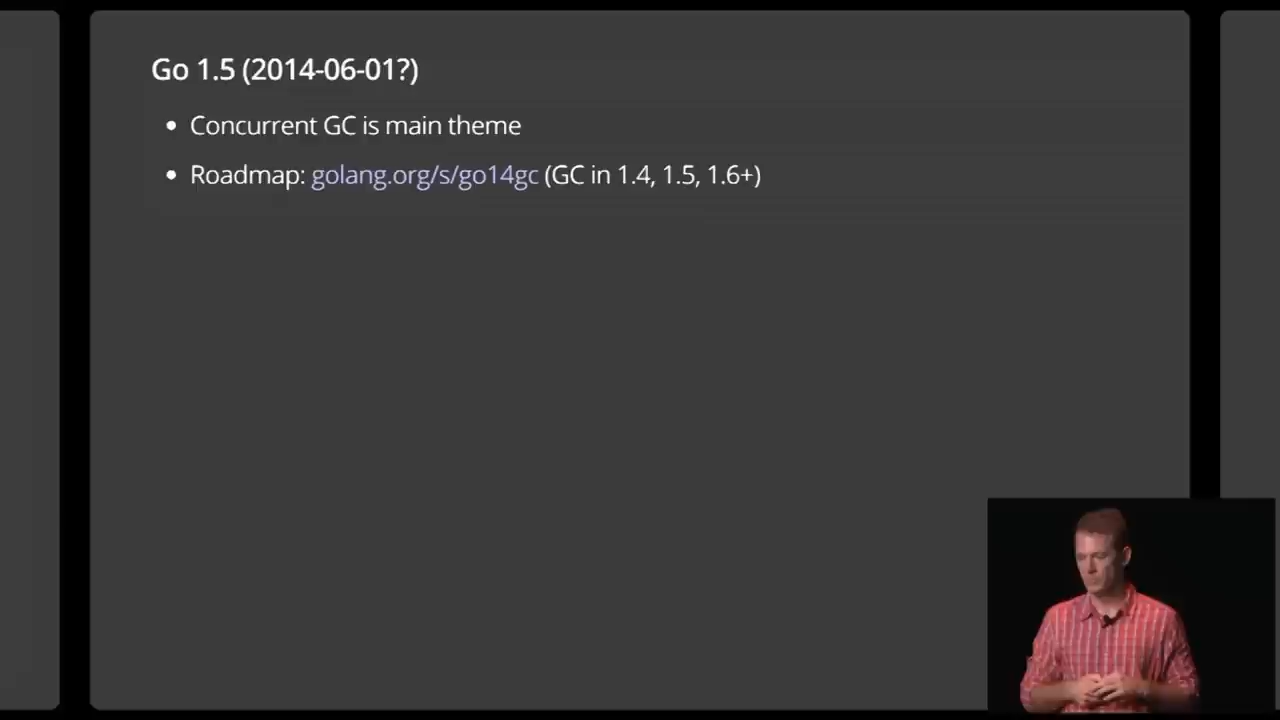 Go 1.5 (2014-06-01?)
• Concurrent GC is main theme
• Roadmap: golang.org/s/go14gc (GC in 1.4, 1.5, 1.6+)